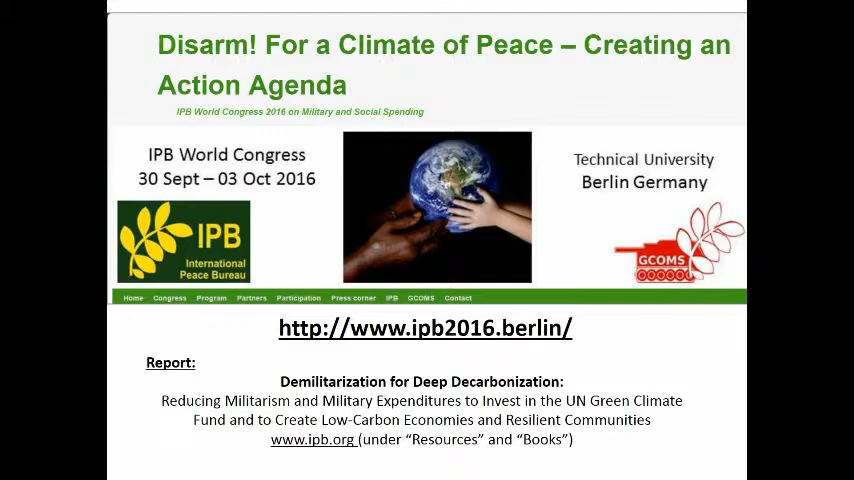 Disarm! For a Climate of Peace – Creating an
Action Agenda
IPB World Congress 2016 on Military and Social Spending
IPB World Congress
30 Sept – 03 Oct 2016
Technical University
Berlin Germany
IPB
International
Peace Bureau
GCOMS
Home Congress Program Partners Participation Press corner IPB GCOMS Contact
http://www.ipb2016.berlin/
Report:
Demilitarization for Deep Decarbonization:
Reducing Militarism and Military Expenditures to Invest in the UN Green Climate
Fund and to Create Low-Carbon Economies and Resilient Communities
www.ipb.org (under “Resources” and “Books”)